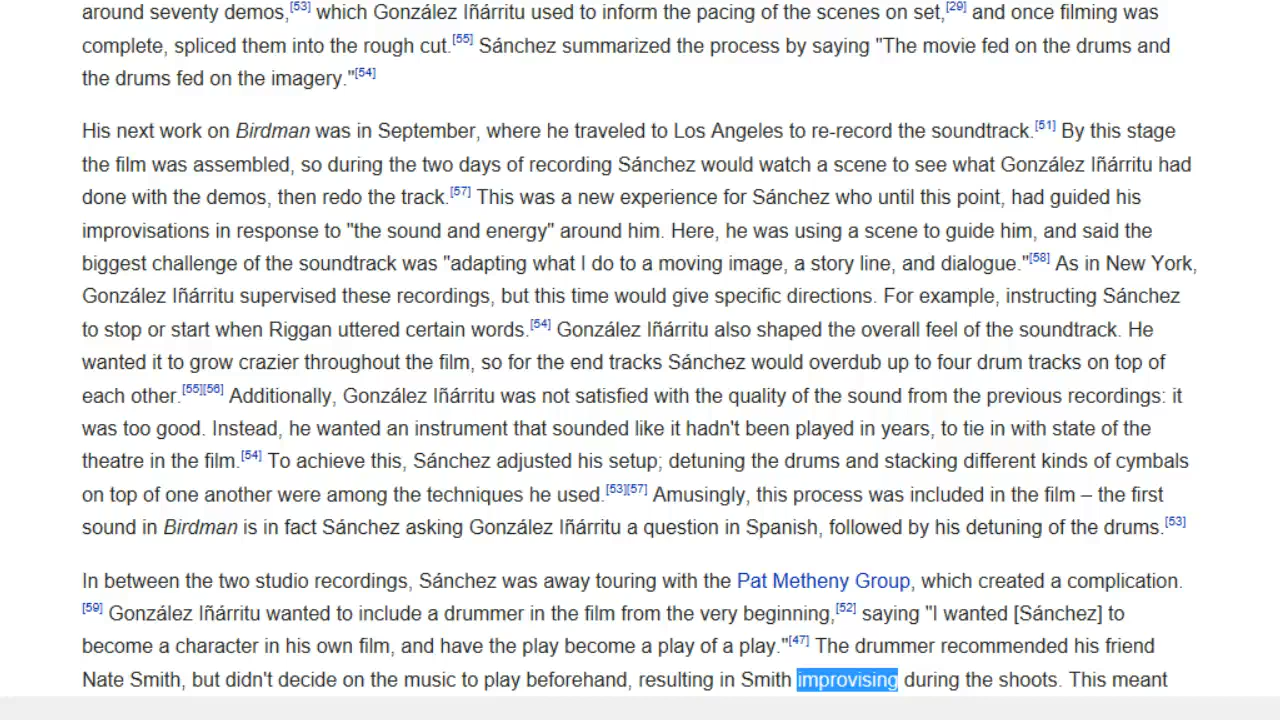 around seventy demos,[53] which González Iñárritu used to inform the pacing of the scenes on set,[29] and once filming was
complete, spliced them into the rough cut.[55] Sánchez summarized the process by saying "The movie fed on the drums and
the drums fed on the imagery."[54]
His next work on Birdman was in September, where he traveled to Los Angeles to re-record the soundtrack.[51] By this stage
the film was assembled, so during the two days of recording Sánchez would watch a scene to see what González Iñárritu had
done with the demos, then redo the track.[57] This was a new experience for Sánchez who until this point, had guided his
improvisations in response to "the sound and energy" around him. Here, he was using a scene to guide him, and said the
biggest challenge of the soundtrack was "adapting what I do to a moving image, a story line, and dialogue."[58] As in New York,
González Iñárritu supervised these recordings, but this time would give specific directions. For example, instructing Sánchez
to stop or start when Riggan uttered certain words.[54] González Iñárritu also shaped the overall feel of the soundtrack. He
wanted it to grow crazier throughout the film, so for the end tracks Sánchez would overdub up to four drum tracks on top of
each other.[55][56] Additionally, González Iñárritu was not satisfied with the quality of the sound from the previous recordings: it
was too good. Instead, he wanted an instrument that sounded like it hadn't been played in years, to tie in with state of the
theatre in the film.[54] To achieve this, Sánchez adjusted his setup; detuning the drums and stacking different kinds of cymbals
on top of one another were among the techniques he used.[53][57] Amusingly, this process was included in the film – the first
sound in Birdman is in fact Sánchez asking González Iñárritu a question in Spanish, followed by his detuning of the drums.[53]
In between the two studio recordings, Sánchez was away touring with the Pat Metheny Group, which created a complication.
[59] González Iñárritu wanted to include a drummer in the film from the very beginning,[52] saying "I wanted [Sánchez] to
become a character in his own film, and have the play become a play of a play."[47] The drummer recommended his friend
Nate Smith, but didn't decide on the music to play beforehand, resulting in Smith improvising during the shoots. This meant